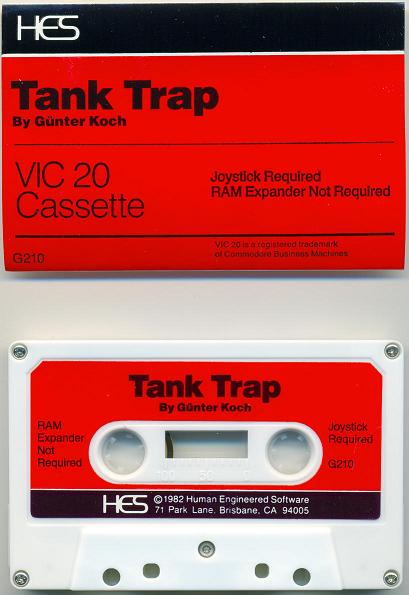 HES
Tank Trap
By Günter Koch
VIC 20
Cassette
Joystick Required
RAM Expander Not Required
VIC 20 is a registered trademark
of Commodore Business Machines
G210
Tank Trap
By Günter Koch
RAM
Expander
Not
Required
Joystick
Required
G210
100 50 0
HES
©1982 Human Engineered Software
71 Park Lane, Brisbane, CA 94005